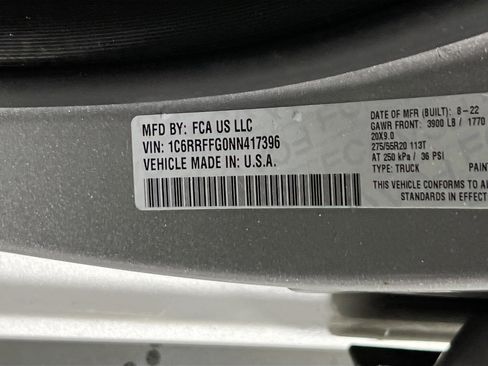 MFD BY: FCA US LLC
VIN: 1C6RRFFG0NN417396
VEHICLE MADE IN: U.S.A.
DATE OF MFR (BUILT): 8-22
GAWR FRONT: 3900 LB / 1770
20X9.0
275/55R20 113T
AT 250 kPa / 36 PSI
TYPE: TRUCK PAIN
THIS VEHICLE CONFORMS TO AL
STANDARDS IN EFFECT